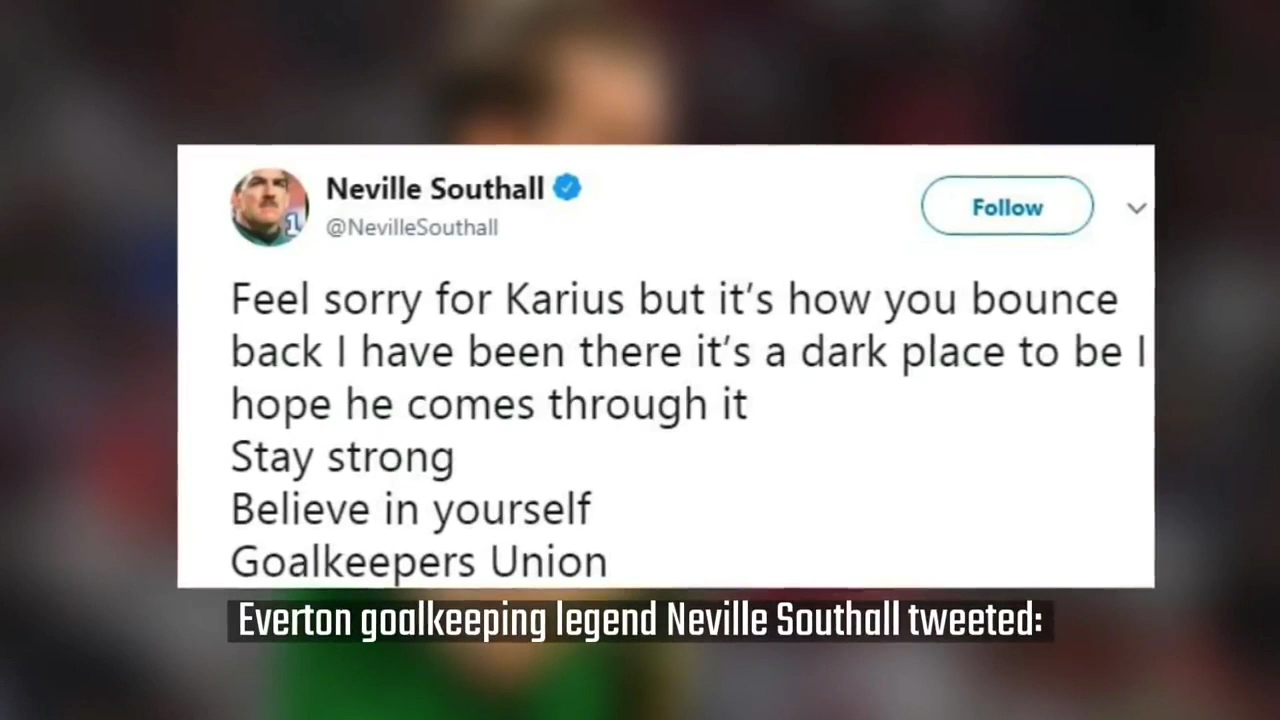 Neville Southall
@NevilleSouthall
Follow
Feel sorry for Karius but it's how you bounce
back I have been there it's a dark place to be I
hope he comes through it
Stay strong
Believe in yourself
Goalkeepers Union
Everton goalkeeping legend Neville Southall tweeted: